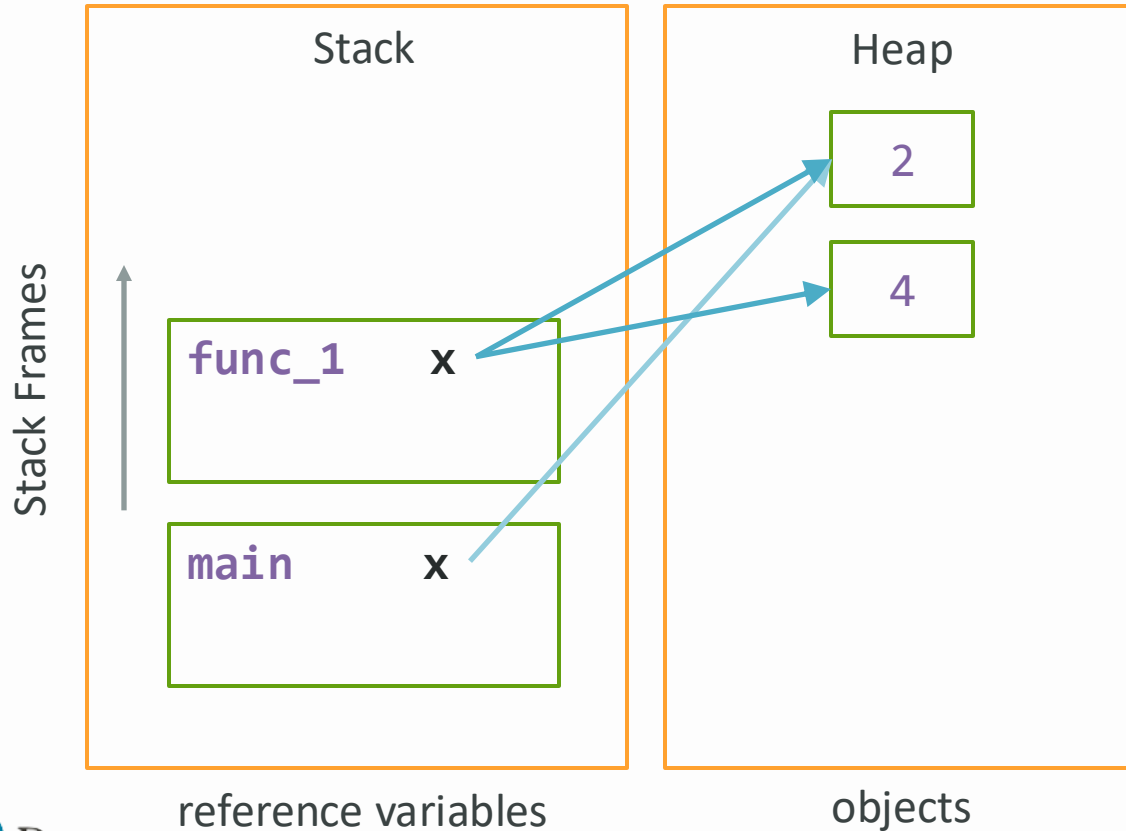 Stack
Heap
2
4
Stack Frames
func_1 x
main x
reference variables
objects